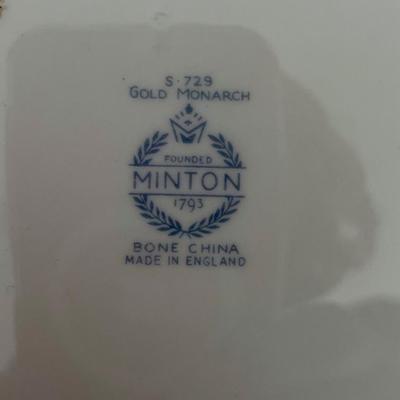 S·729
GOLD MONARCH
FOUNDED
MINTON
1793
BONE CHINA
MADE IN ENGLAND